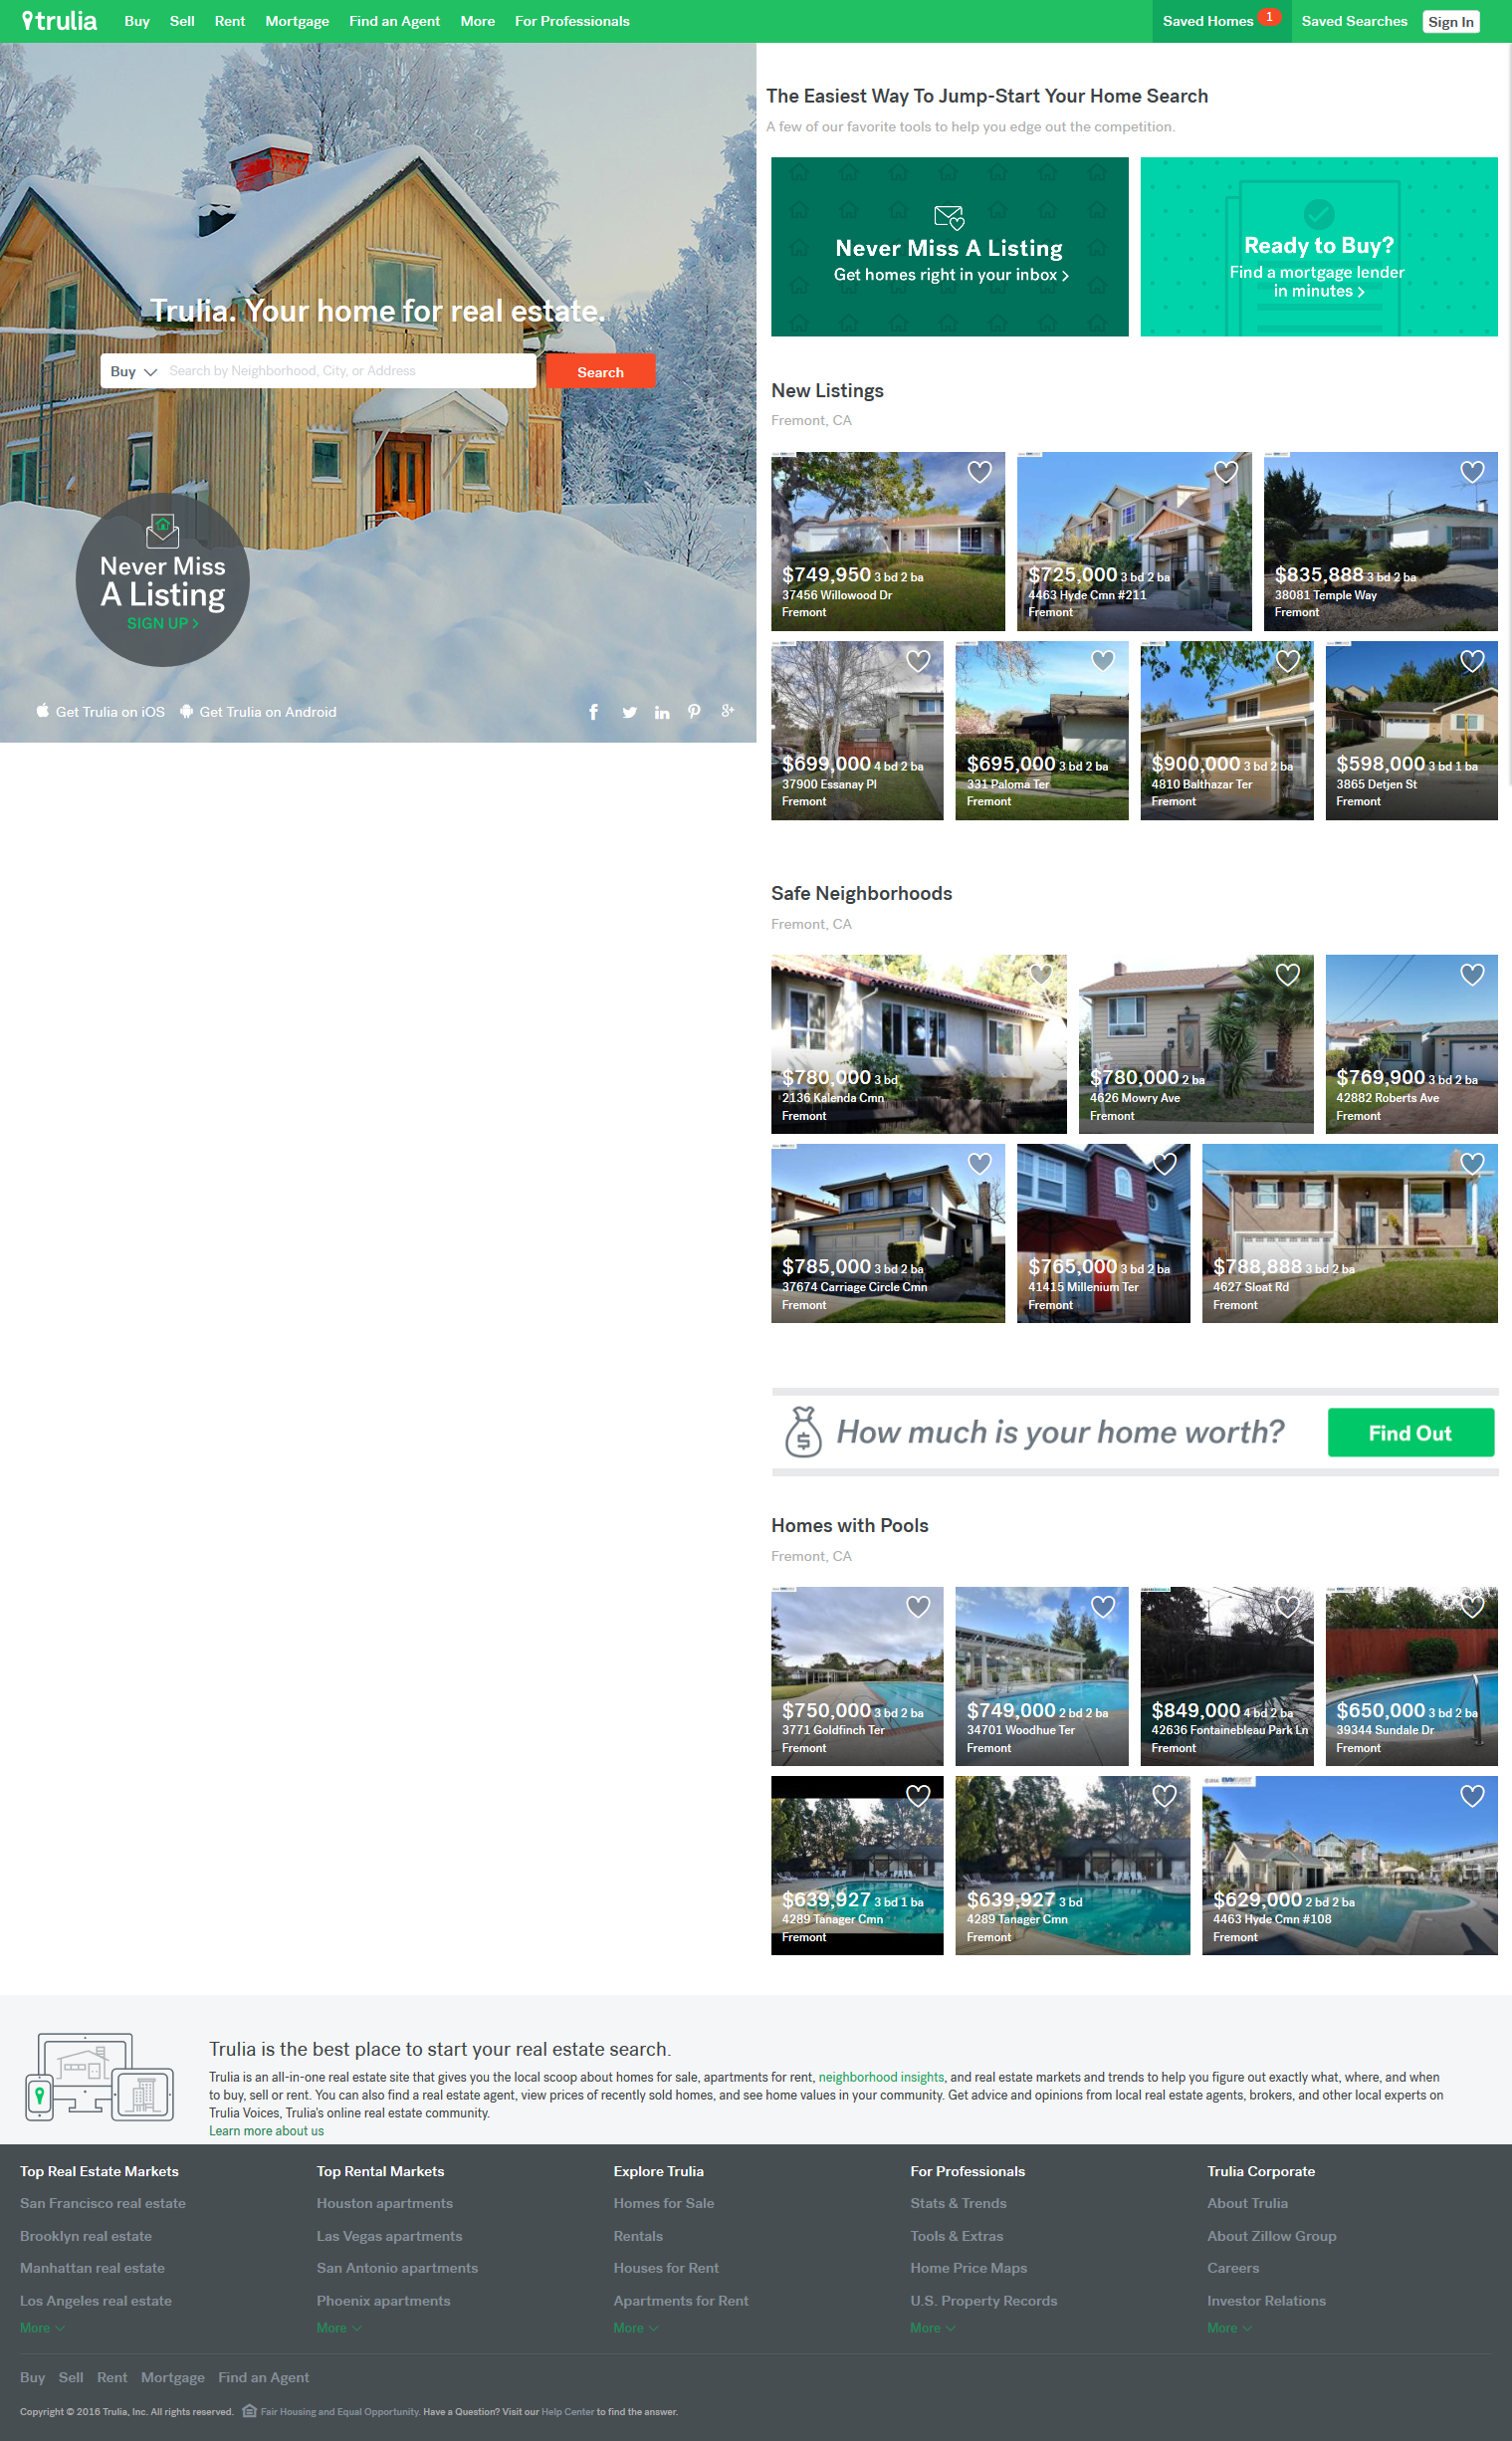 trulia Buy Sell Rent Mortgage Find an Agent More For Professionals Saved Homes 1 Saved Searches Sign In
Trulia. Your home for real estate.
Buy Search by Neighborhood, City, or Address Search
Never Miss
A Listing
SIGN UP >
Get Trulia on iOS Get Trulia on Android
The Easiest Way To Jump-Start Your Home Search
A few of our favorite tools to help you edge out the competition.
Never Miss A Listing
Get homes right in your inbox >
Ready to Buy?
Find a mortgage lender
in minutes >
New Listings
Fremont, CA
$749,950 3 bd 2 ba
37456 Willowood Dr
Fremont
$725,000 3 bd 2 ba
4463 Hyde Cmn #211
Fremont
$835,888 3 bd 2 ba
38081 Temple Way
Fremont
$699,000 4 bd 2 ba
37900 Essanay Pl
Fremont
$695,000 3 bd 2 ba
331 Paloma Ter
Fremont
$900,000 3 bd 2 ba
4810 Balthazar Ter
Fremont
$598,000 3 bd 1 ba
3865 Detjen St
Fremont
Safe Neighborhoods
Fremont, CA
$780,000 3 bd
2136 Kalenda Cmn
Fremont
$780,000 2 ba
4626 Mowry Ave
Fremont
$769,900 3 bd 2 ba
42882 Roberts Ave
Fremont
$785,000 3 bd 2 ba
37674 Carriage Circle Cmn
Fremont
$765,000 3 bd 2 ba
41415 Millenium Ter
Fremont
$788,888 3 bd 2 ba
4627 Sloat Rd
Fremont
How much is your home worth? Find Out
Homes with Pools
Fremont, CA
$750,000 3 bd 2 ba
3771 Goldfinch Ter
Fremont
$749,000 2 bd 2 ba
34701 Woodhue Ter
Fremont
$849,000 4 bd 2 ba
42636 Fontainebleau Park Ln
Fremont
$650,000 3 bd 2 ba
39344 Sundale Dr
Fremont
$639,927 3 bd 1 ba
4289 Tanager Cmn
Fremont
$639,927 3 bd
4289 Tanager Cmn
Fremont
$629,000 2 bd 2 ba
4463 Hyde Cmn #108
Fremont
Trulia is the best place to start your real estate search.
Trulia is an all-in-one real estate site that gives you the local scoop about homes for sale, apartments for rent, neighborhood insights, and real estate markets and trends to help you figure out exactly what, where, and when
to buy, sell or rent. You can also find a real estate agent, view prices of recently sold homes, and see home values in your community. Get advice and opinions from local real estate agents, brokers, and other local experts on
Trulia Voices, Trulia's online real estate community.
Learn more about us
Top Real Estate Markets
San Francisco real estate
Brooklyn real estate
Manhattan real estate
Los Angeles real estate
More
Top Rental Markets
Houston apartments
Las Vegas apartments
San Antonio apartments
Phoenix apartments
More
Explore Trulia
Homes for Sale
Rentals
Houses for Rent
Apartments for Rent
More
For Professionals
Stats & Trends
Tools & Extras
Home Price Maps
U.S. Property Records
More
Trulia Corporate
About Trulia
About Zillow Group
Careers
Investor Relations
More
Buy Sell Rent Mortgage Find an Agent
Copyright © 2016 Trulia, Inc. All rights reserved. Fair Housing and Equal Opportunity. Have a Question? Visit our Help Center to find the answer.